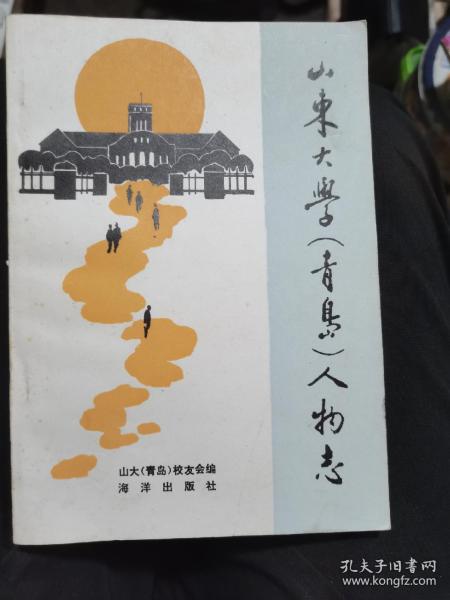 山東大學(青島)人物志
山大(青岛)校友会编
海洋出版社
孔夫子旧书网
www.kongfz.com